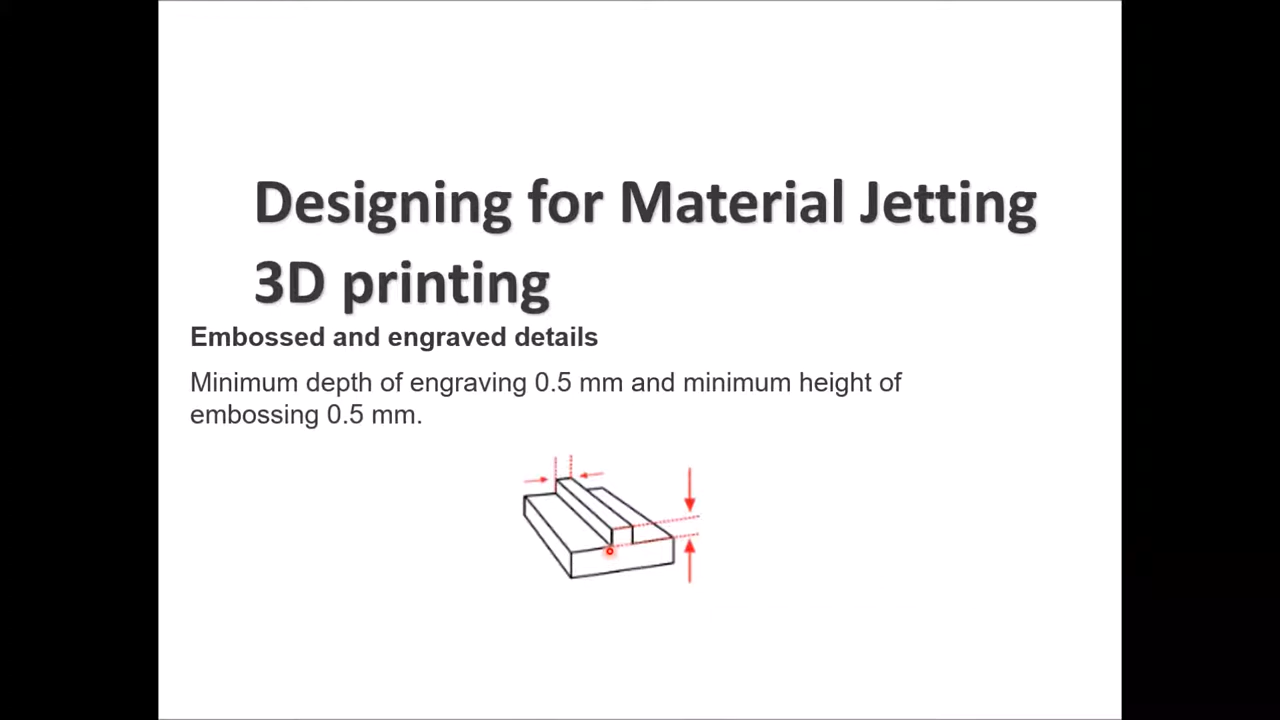 Designing for Material Jetting
3D printing
Embossed and engraved details
Minimum depth of engraving 0.5 mm and minimum height of
embossing 0.5 mm.